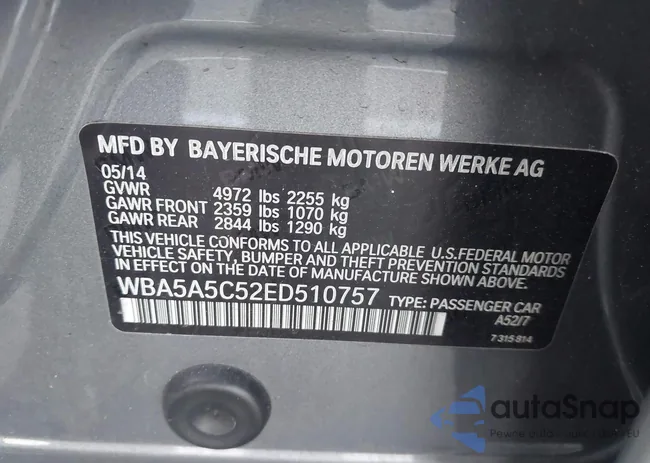 MFD BY BAYERISCHE MOTOREN WERKE AG
05/14
GVWR 4972 lbs 2255 kg
GAWR FRONT 2359 lbs 1070 kg
GAWR REAR 2844 lbs 1290 kg
THIS VEHICLE CONFORMS TO ALL APPLICABLE U.S.FEDERAL MOTOR
VEHICLE SAFETY, BUMPER AND THEFT PREVENTION STANDARDS
IN EFFECT ON THE DATE OF MANUFACTURE SHOWN ABOVE.
WBA5A5C52ED510757 TYPE: PASSENGER CAR
A52/7
7 315 814
autaSnap
Pewne auta